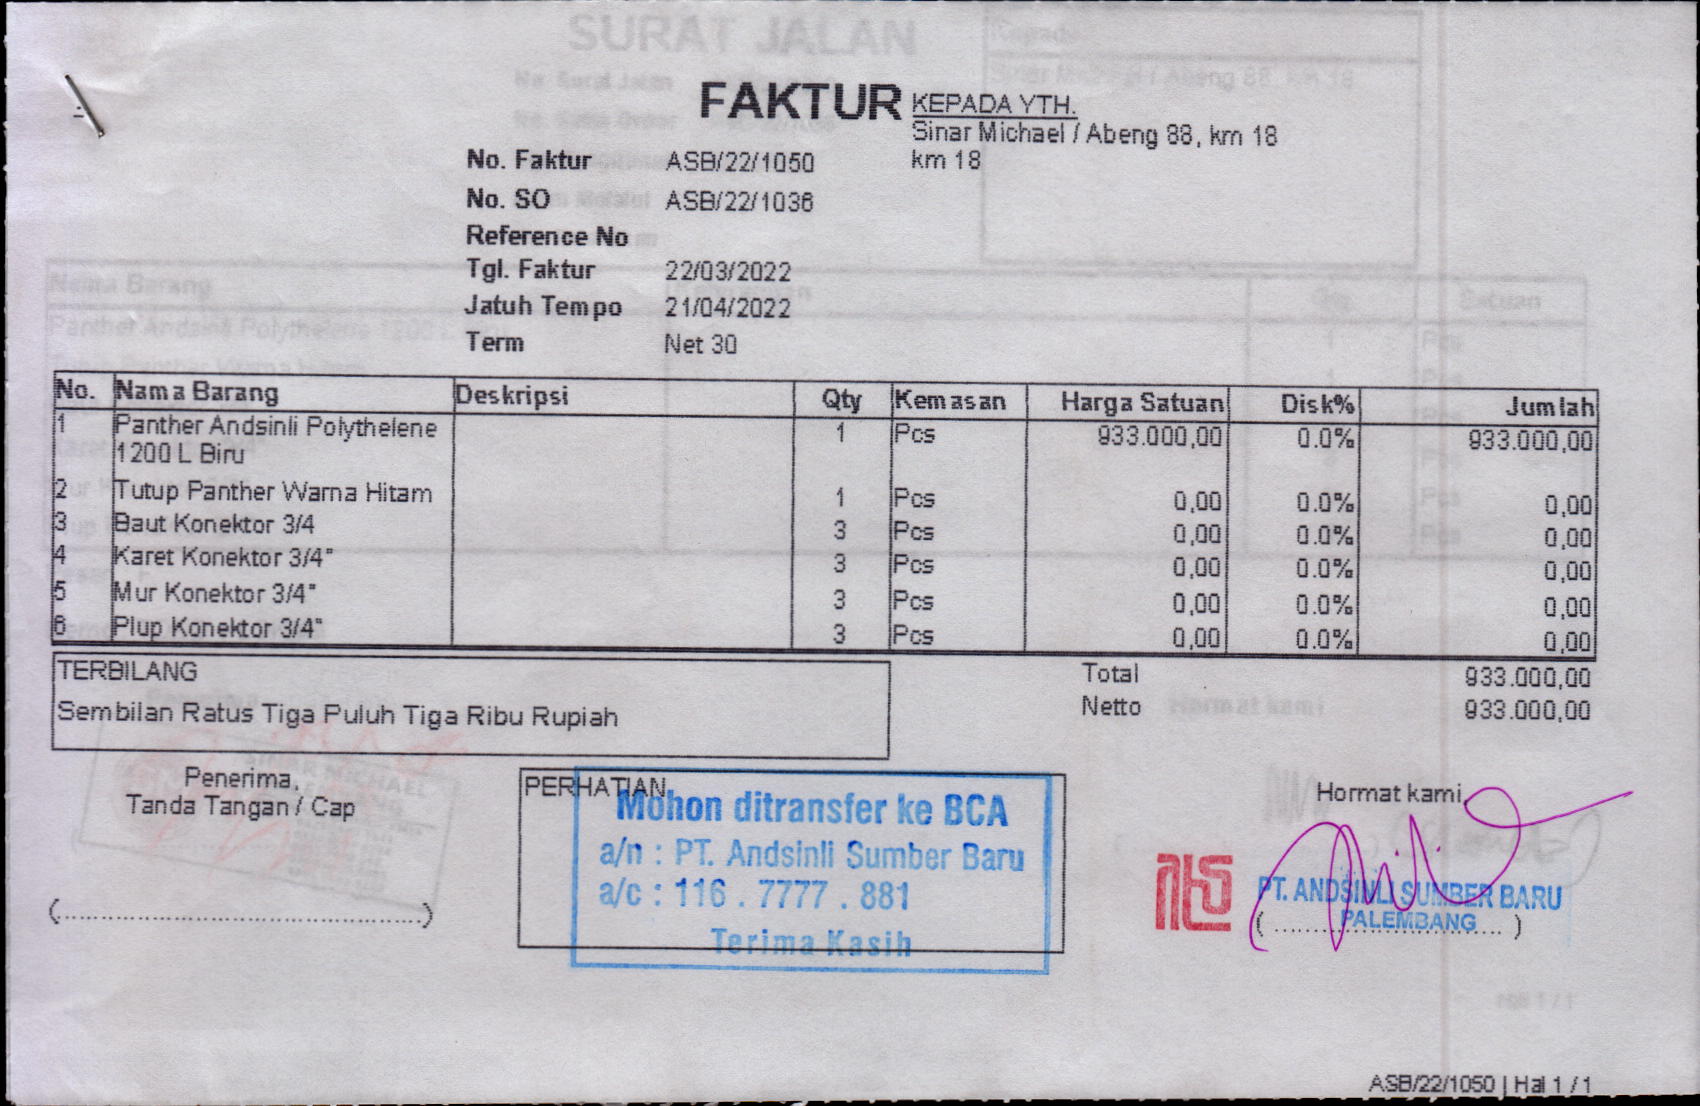 FAKTUR
KEPADA YTH.
Sinar Michael / Abeng 88, km 18
km 18
No. Faktur ASB/22/1050
No. SO ASB/22/1036
Reference No
Tgl. Faktur 22/03/2022
Jatuh Tempo 21/04/2022
Term Net 30
No. Nama Barang Deskripsi Qty Kemasan Harga Satuan Disk% Jumlah
1 Panther Andsinli Polythelene 1 Pcs 933.000,00 0.0% 933.000,00
1200 L Biru
2 Tutup Panther Warna Hitam 1 Pcs 0,00 0.0% 0,00
3 Baut Konektor 3/4 3 Pcs 0,00 0.0% 0,00
4 Karet Konektor 3/4" 3 Pcs 0,00 0.0% 0,00
5 Mur Konektor 3/4" 3 Pcs 0,00 0.0% 0,00
6 Plup Konektor 3/4" 3 Pcs 0,00 0.0% 0,00
TERBILANG
Sembilan Ratus Tiga Puluh Tiga Ribu Rupiah
Total 933.000,00
Netto 933.000,00
Penerima,
Tanda Tangan / Cap
(....................................)
PERHATIAN
Mohon ditransfer ke BCA
a/n : PT. Andsinli Sumber Baru
a/c : 116 . 7777 . 881
Terima Kasih
Hormat kami,
PT. ANDSINLI SUMBER BARU
PALEMBANG
(....................................)
ASB/22/1050 | Hal 1 / 1
SURAT JALAN